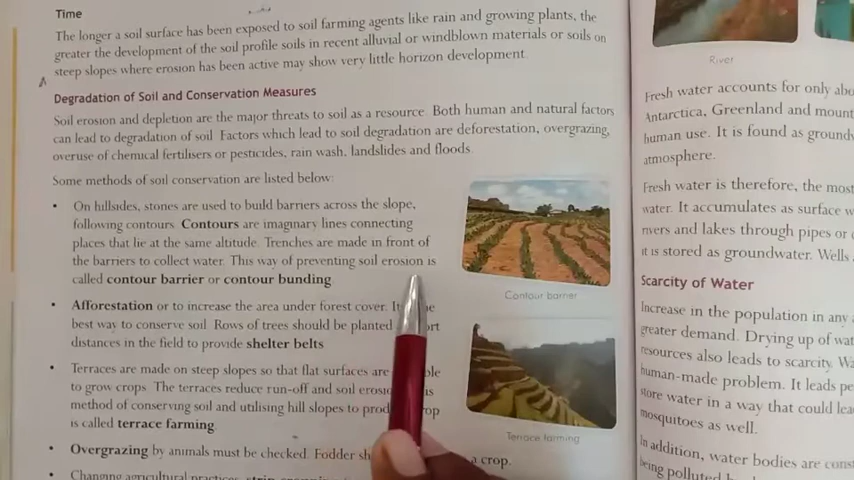 Time
The longer a soil surface has been exposed to soil farming agents like rain and growing plants, the
greater the development of the soil profile soils in recent alluvial or windblown materials or soils on
steep slopes where erosion has been active may show very little horizon development.
Degradation of Soil and Conservation Measures
Soil erosion and depletion are the major threats to soil as a resource. Both human and natural factors
can lead to degradation of soil. Factors which lead to soil degradation are deforestation, overgrazing,
overuse of chemical fertilisers or pesticides, rain wash, landslides and floods.
Some methods of soil conservation are listed below:
• On hillsides, stones are used to build barriers across the slope,
following contours. Contours are imaginary lines connecting
places that lie at the same altitude. Trenches are made in front of
the barriers to collect water. This way of preventing soil erosion is
called contour barrier or contour bunding.
Contour barrier
• Afforestation or to increase the area under forest cover. It
best way to conserve soil. Rows of trees should be planted
distances in the field to provide shelter belts
• Terraces are made on steep slopes so that flat surfaces are
to grow crops. The terraces reduce run-off and soil
method of conserving soil and utilising hill slopes to
is called terrace farming.
Terrace farming
• Overgrazing by animals must be checked. Fodder a crop.
• Changing agricultural
River
Fresh water accounts for only
Antarctica, Greenland and
human use. It is found as
atmosphere.
Fresh water is therefore, the most
water. It accumulates as surface
rivers and lakes through pipes or
it is stored as groundwater. Wells
Scarcity of Water
Increase in the population in any
greater demand. Drying up of
resources also leads to scarcity.
human-made problem. It leads
store water in a way that could
mosquitoes as well.
In addition, water bodies are
being polluted